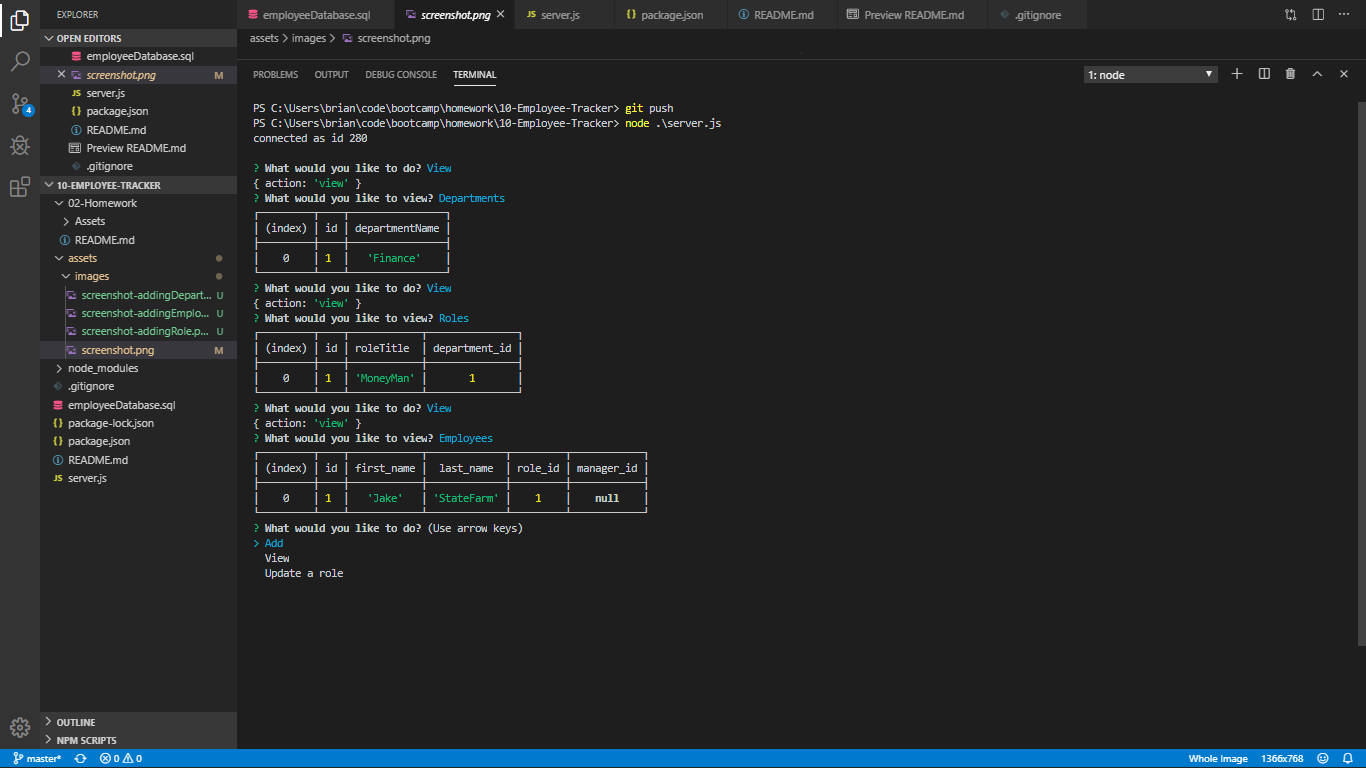 EXPLORER
OPEN EDITORS
employeeDatabase.sql
screenshot.png M
server.js
package.json
README.md
Preview README.md
.gitignore
10-EMPLOYEE-TRACKER
02-Homework
Assets
README.md
assets
images
screenshot-addingDepart... U
screenshot-addingEmplo... U
screenshot-addingRole.p... U
screenshot.png M
node_modules
.gitignore
employeeDatabase.sql
package-lock.json
package.json
README.md
server.js
OUTLINE
NPM SCRIPTS
4
employeeDatabase.sql screenshot.png server.js package.json README.md Preview README.md .gitignore
assets > images > screenshot.png
PROBLEMS OUTPUT DEBUG CONSOLE TERMINAL 1: node
PS C:\Users\brian\code\bootcamp\homework\10-Employee-Tracker> git push
PS C:\Users\brian\code\bootcamp\homework\10-Employee-Tracker> node .\server.js
connected as id 280
? What would you like to do? View
{ action: 'view' }
? What would you like to view? Departments
(index) id departmentName
0 1 'Finance'
? What would you like to do? View
{ action: 'view' }
? What would you like to view? Roles
(index) id roleTitle department_id
0 1 'MoneyMan' 1
? What would you like to do? View
{ action: 'view' }
? What would you like to view? Employees
(index) id first_name last_name role_id manager_id
0 1 'Jake' 'StateFarm' 1 null
? What would you like to do? (Use arrow keys)
> Add
View
Update a role
master* 0 0 Whole Image 1366x768